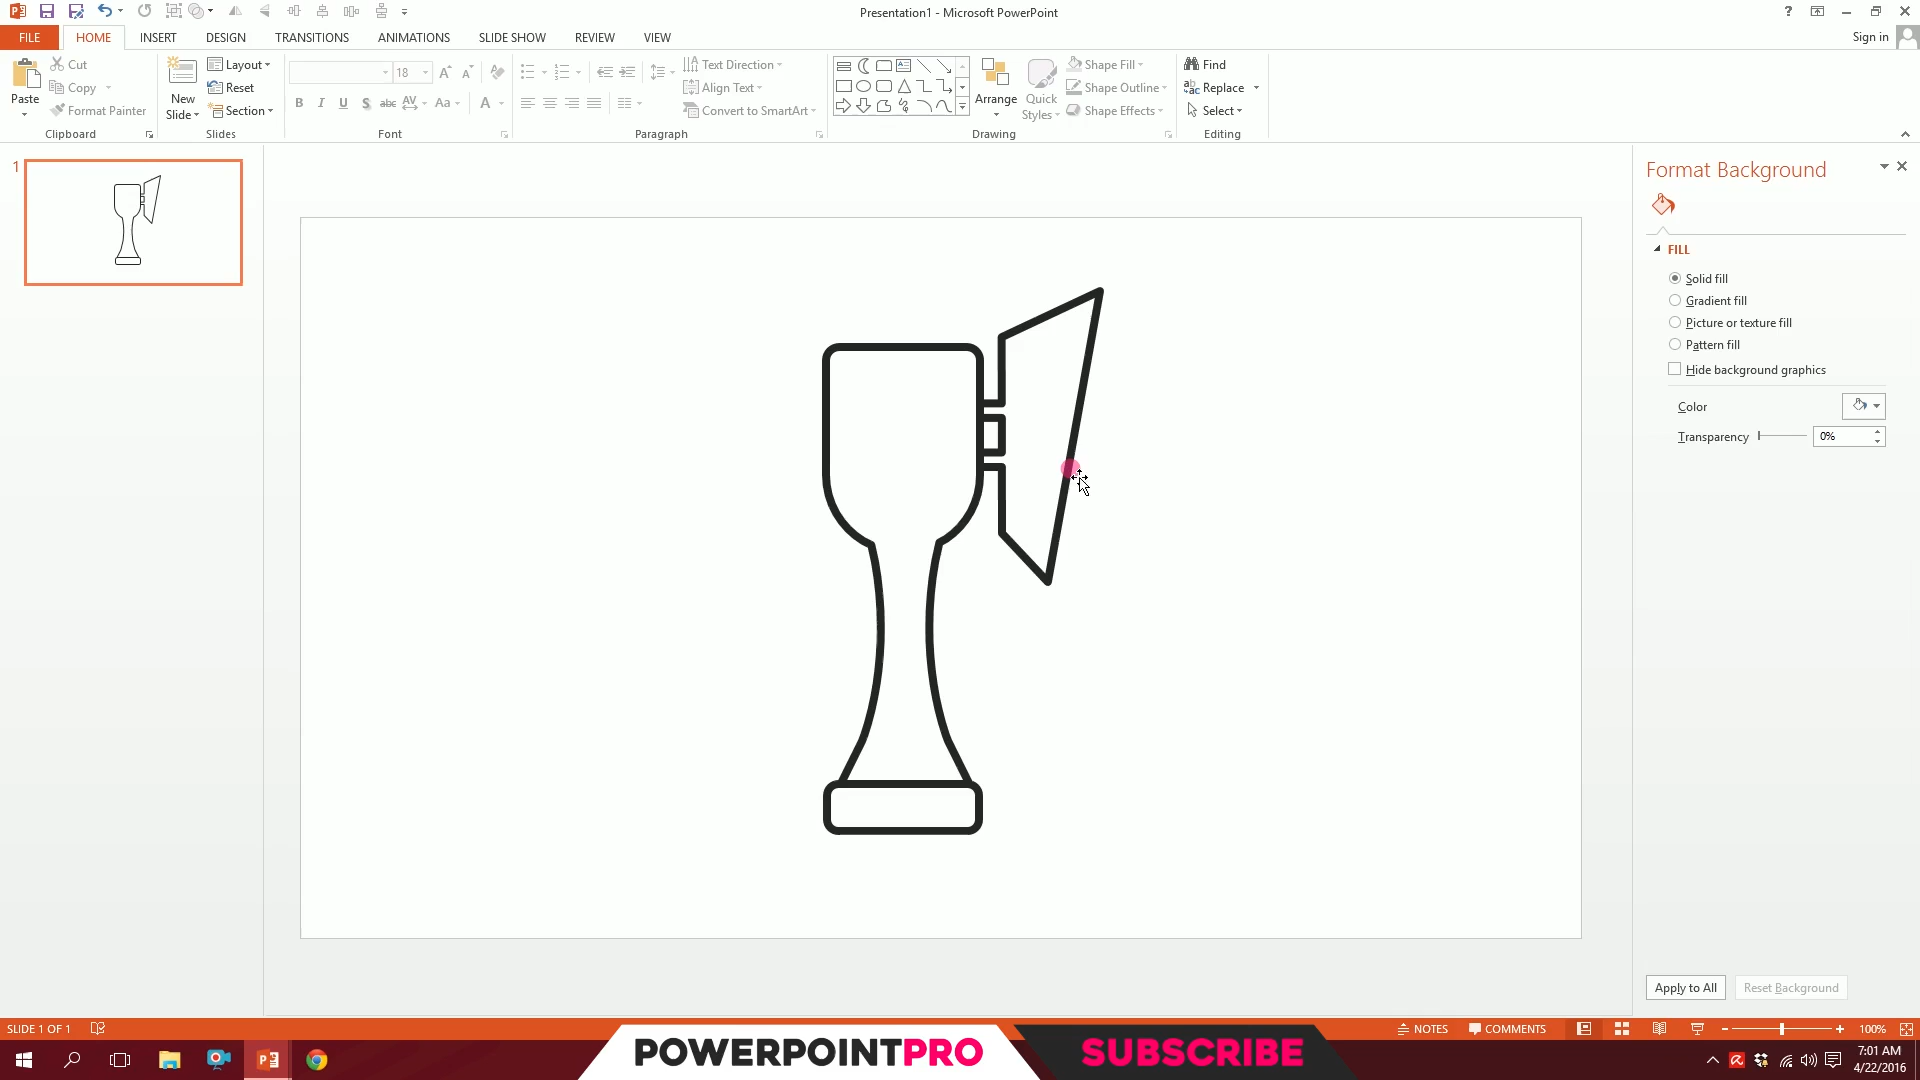 Presentation1 - Microsoft PowerPoint
?
FILE HOME INSERT DESIGN TRANSITIONS ANIMATIONS SLIDE SHOW REVIEW VIEW Sign in
Paste Cut Copy Format Painter Clipboard
New Slide Layout Reset Section Slides
18 B I U S abc AV Aa A Font
Text Direction Align Text Convert to SmartArt Paragraph
Arrange Quick Styles Shape Fill Shape Outline Shape Effects Drawing
Find Replace Select Editing
1
Format Background
FILL
Solid fill
Gradient fill
Picture or texture fill
Pattern fill
Hide background graphics
Color
Transparency 0%
Apply to All Reset Background
SLIDE 1 OF 1 NOTES COMMENTS 100%
POWERPOINTPRO SUBSCRIBE
7:01 AM
4/22/2016